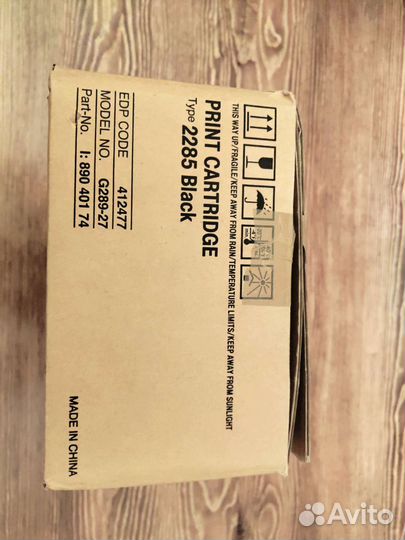 THIS WAY UP/FRAGILE/KEEP AWAY FROM RAIN/TEMPERATURE LIMITS/KEEP AWAY FROM SUNLIGHT
PRINT CARTRIDGE
Type 2285 Black
EDP CODE 412477
MODEL NO. G289-27
Part-No. I: 890 401 74
MADE IN CHINA
Avito